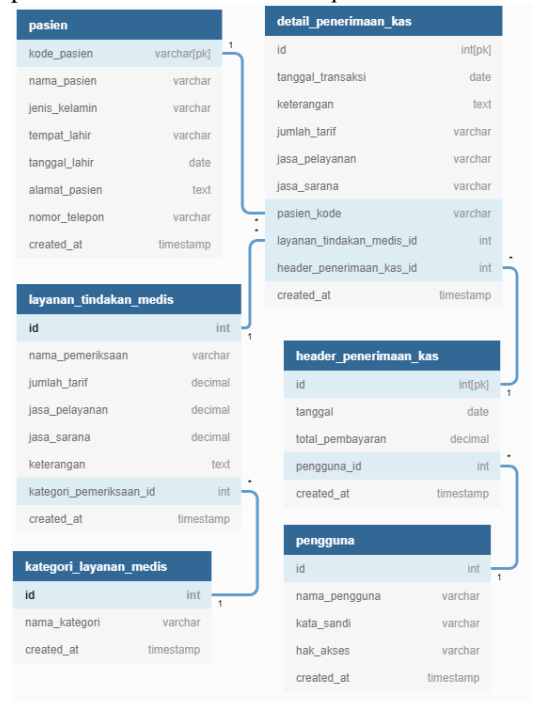 pasien
kode_pasien varchar[pk]
nama_pasien varchar
jenis_kelamin varchar
tempat_lahir varchar
tanggal_lahir date
alamat_pasien text
nomor_telepon varchar
created_at timestamp
1
detail_penerimaan_kas
id int[pk]
tanggal_transaksi date
keterangan text
jumlah_tarif varchar
jasa_pelayanan varchar
jasa_sarana varchar
pasien_kode varchar
layanan_tindakan_medis_id int
header_penerimaan_kas_id int
created_at timestamp
*
*
*
layanan_tindakan_medis
id int
nama_pemeriksaan varchar
jumlah_tarif decimal
jasa_pelayanan decimal
jasa_sarana decimal
keterangan text
kategori_pemeriksaan_id int
created_at timestamp
1
*
header_penerimaan_kas
id int[pk]
tanggal date
total_pembayaran decimal
pengguna_id int
created_at timestamp
1
*
kategori_layanan_medis
id int
nama_kategori varchar
created_at timestamp
1
pengguna
id int
nama_pengguna varchar
kata_sandi varchar
hak_akses varchar
created_at timestamp
1